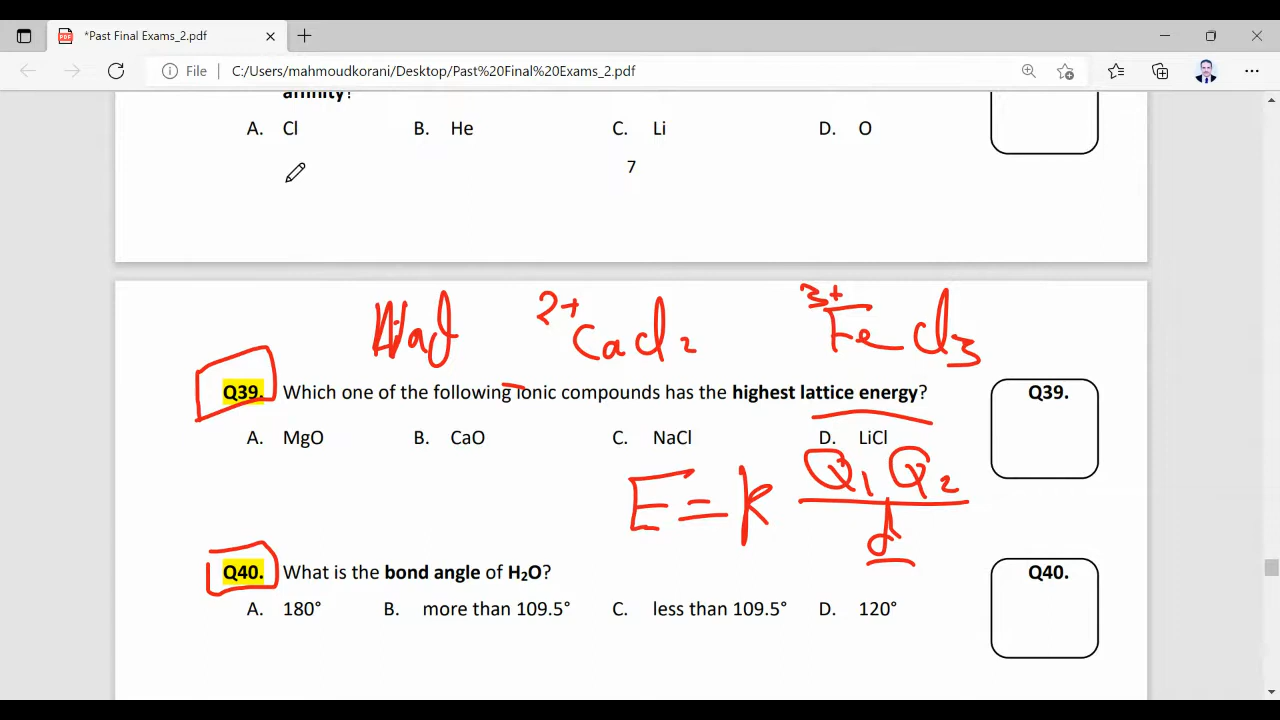 *Past Final Exams_2.pdf
File C:/Users/mahmoudkorani/Desktop/Past%20Final%20Exams_2.pdf
affinity?
A. Cl B. He C. Li D. O
7
2+ CaCl2 3+ FeCl3
Q39. Which one of the following ionic compounds has the highest lattice energy? Q39.
A. MgO B. CaO C. NaCl D. LiCl
E = k Q1 Q2
d
Q40. What is the bond angle of H₂O? Q40.
A. 180° B. more than 109.5° C. less than 109.5° D. 120°